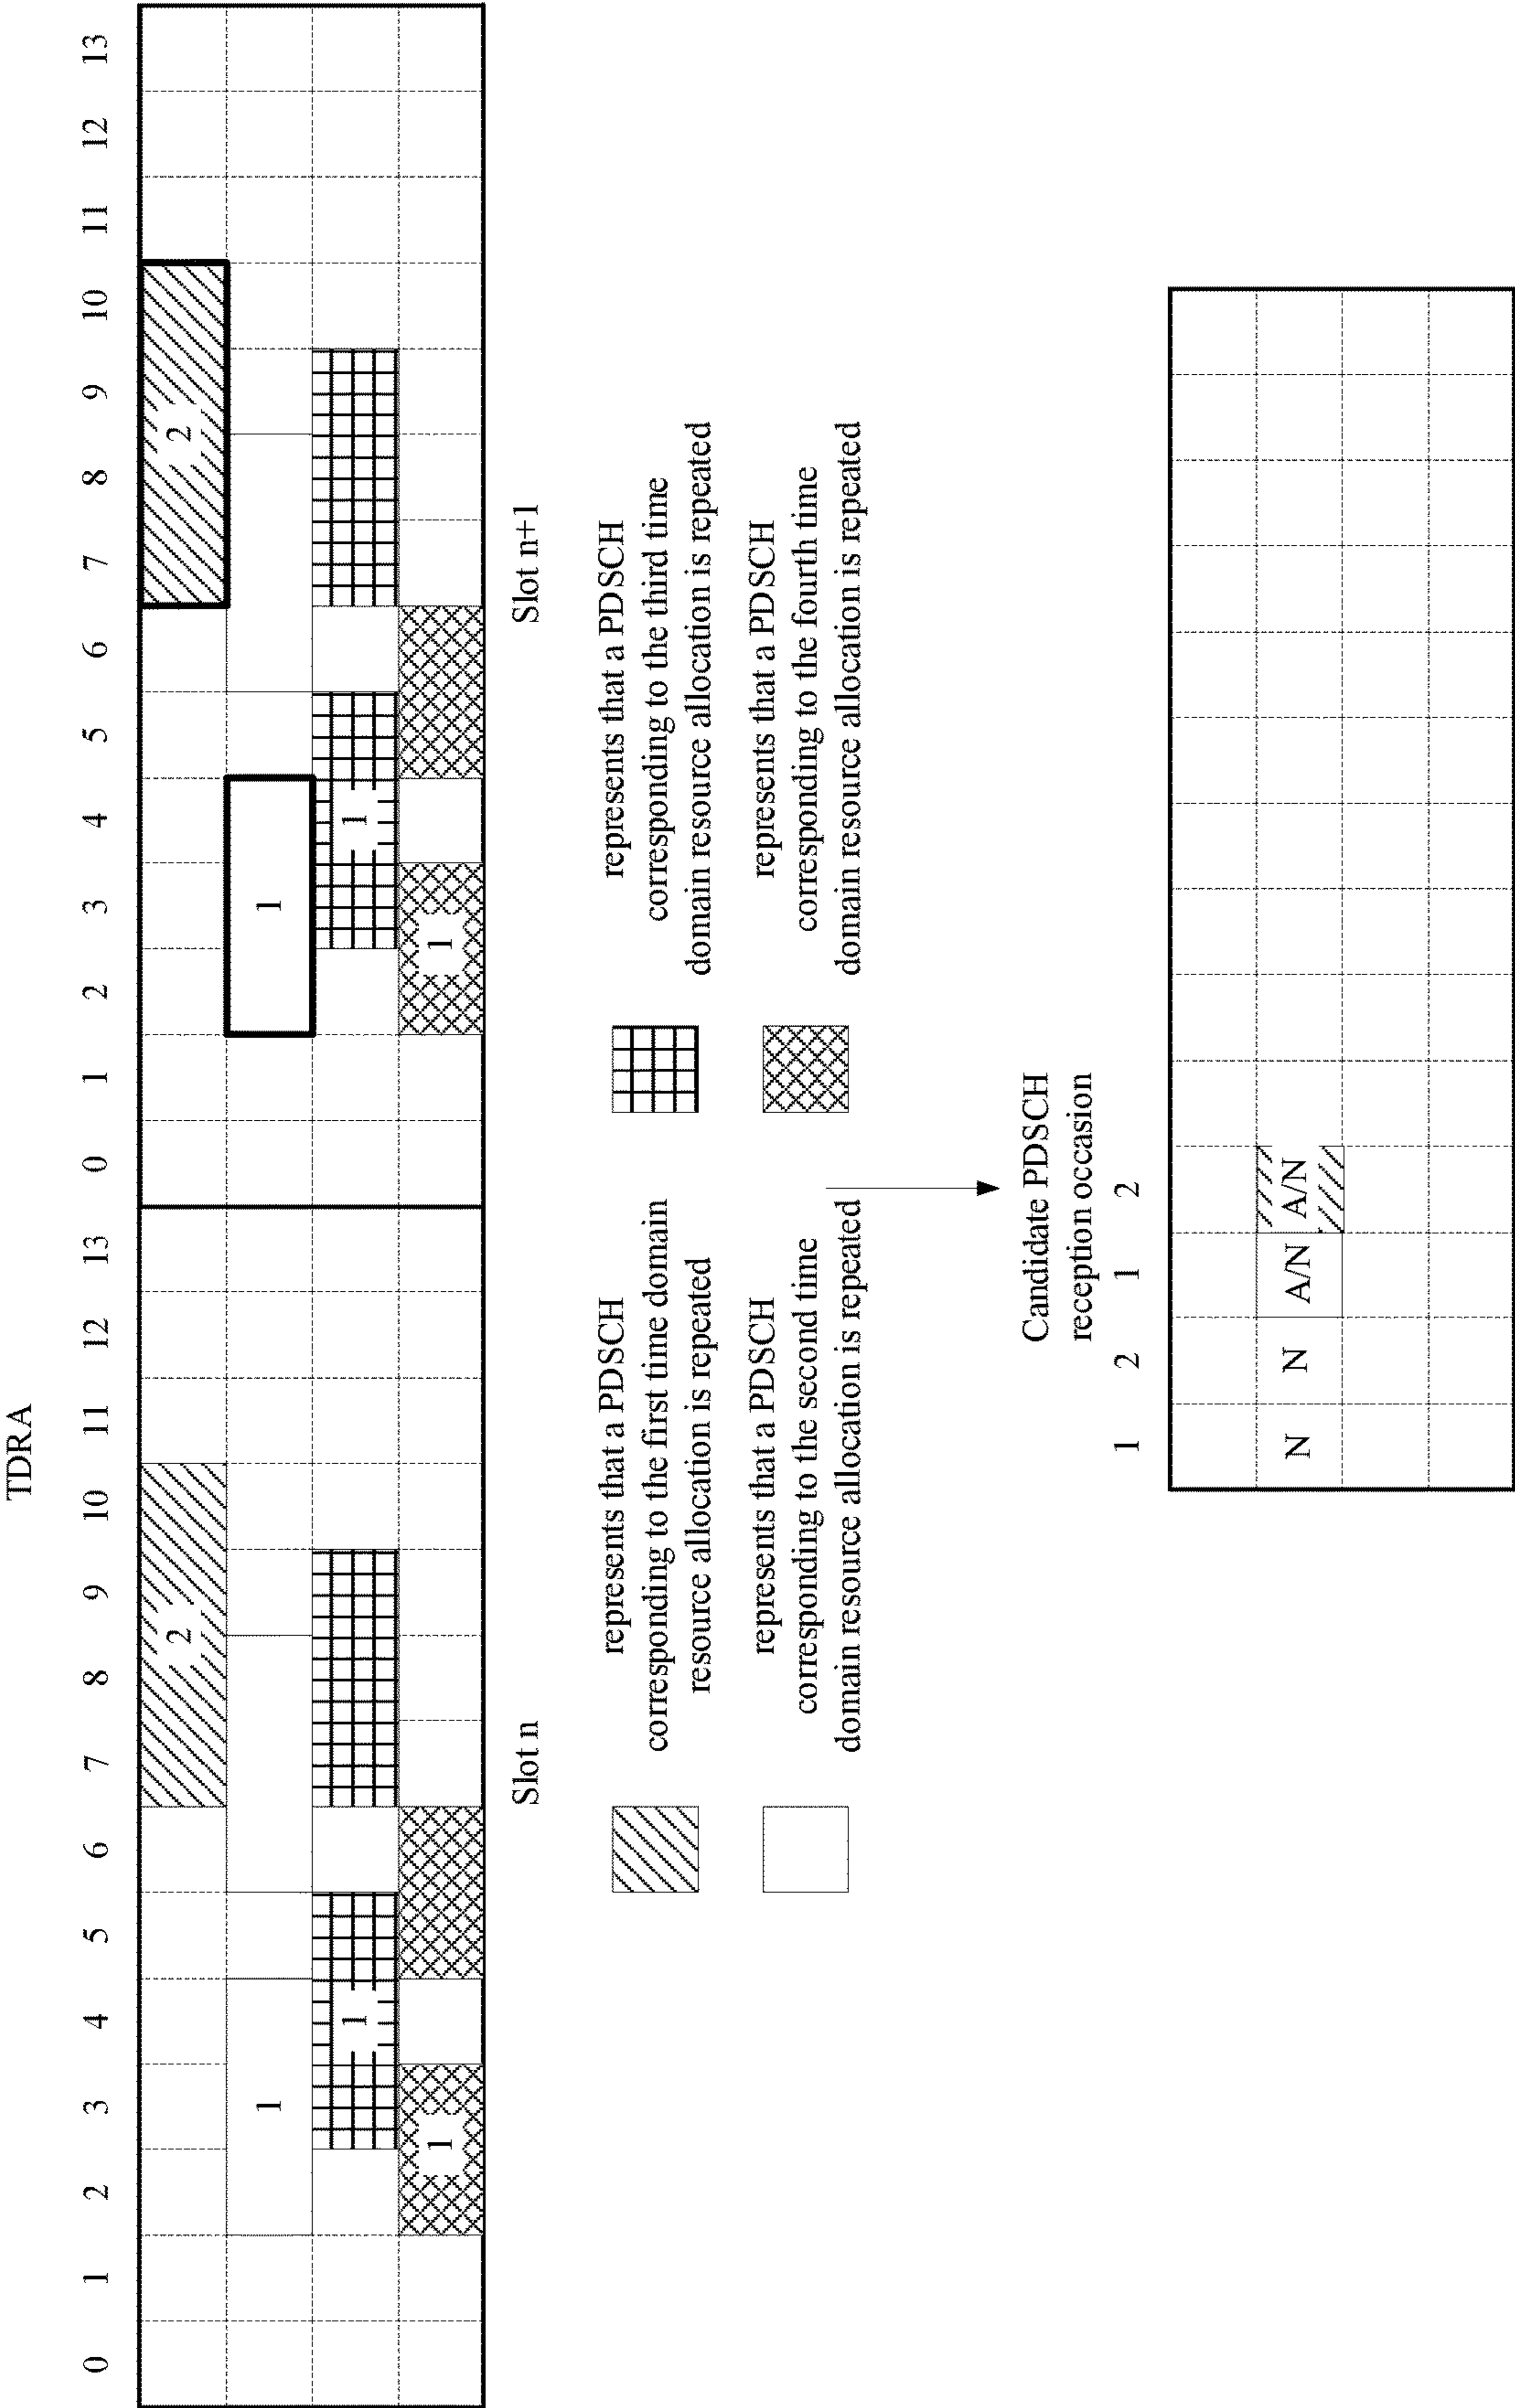 TDRA
0 1 2 3 4 5 6 7 8 9 10 11 12 13 0 1 2 3 4 5 6 7 8 9 10 11 12 13
2 2
1 1
1 1
1 1
Slot n Slot n+1
represents that a PDSCH
corresponding to the first time domain
resource allocation is repeated
represents that a PDSCH
corresponding to the third time
domain resource allocation is repeated
represents that a PDSCH
corresponding to the second time
domain resource allocation is repeated
represents that a PDSCH
corresponding to the fourth time
domain resource allocation is repeated
Candidate PDSCH
reception occasion
1 2 1 2
N N A/N A/N